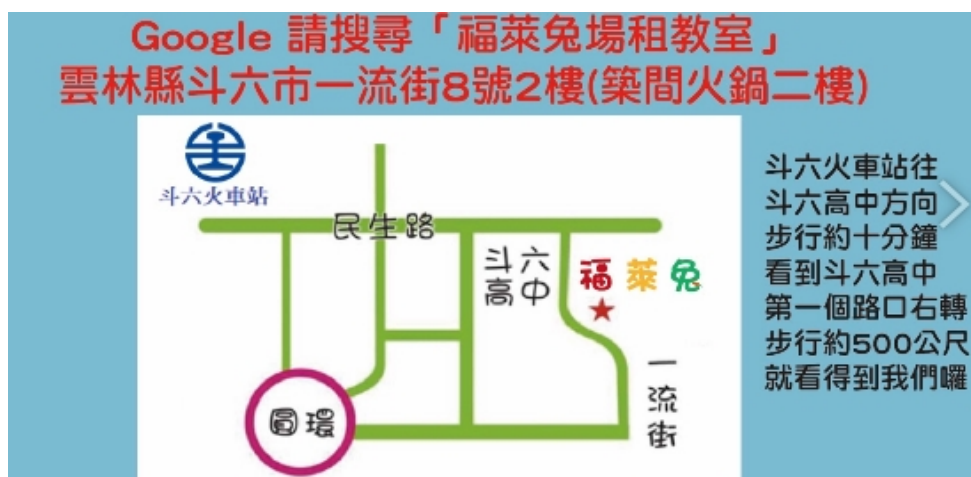 Google 請搜尋「福萊兔場租教室」
雲林縣斗六市一流街8號2樓(築間火鍋二樓)
斗六火車站
民生路
斗六
高中
福萊兔
一流街
圓環
斗六火車站往
斗六高中方向
步行約十分鐘
看到斗六高中
第一個路口右轉
步行約500公尺
就看得到我們囉